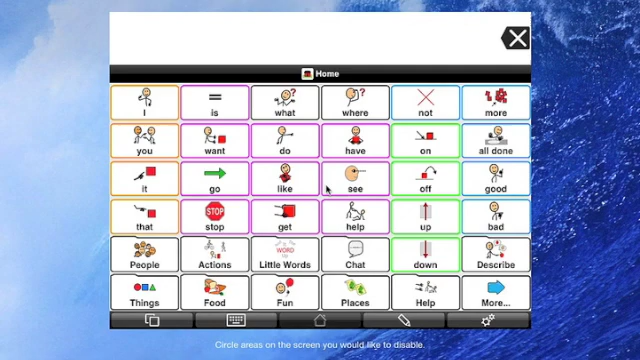 Home
I is what where not more
you want do have on all done
it go like see off good
that STOP stop get help up bad
People Actions WORD Little Words Chat down Describe
Things Food Fun Places Help More...
Circle areas on the screen you would like to disable.